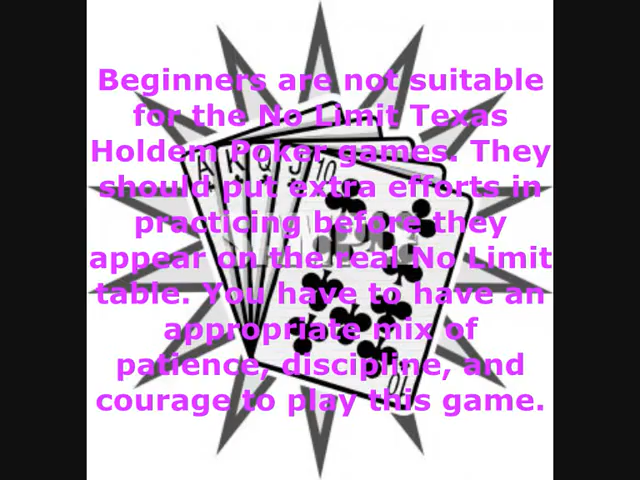 Beginners are not suitable
for the No Limit Texas
Holdem Poker games. They
should put extra efforts in
practicing before they
appear on the real No Limit
table. You have to have an
appropriate mix of
patience, discipline, and
courage to play this game.
A K Q J 10
10